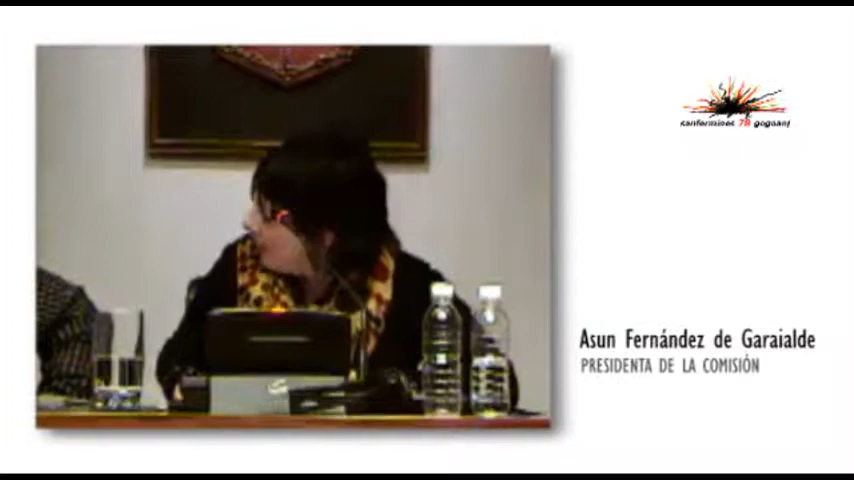 sanfermines 78 gogoan!
Asun Fernández de Garaialde
PRESIDENTA DE LA COMISIÓN